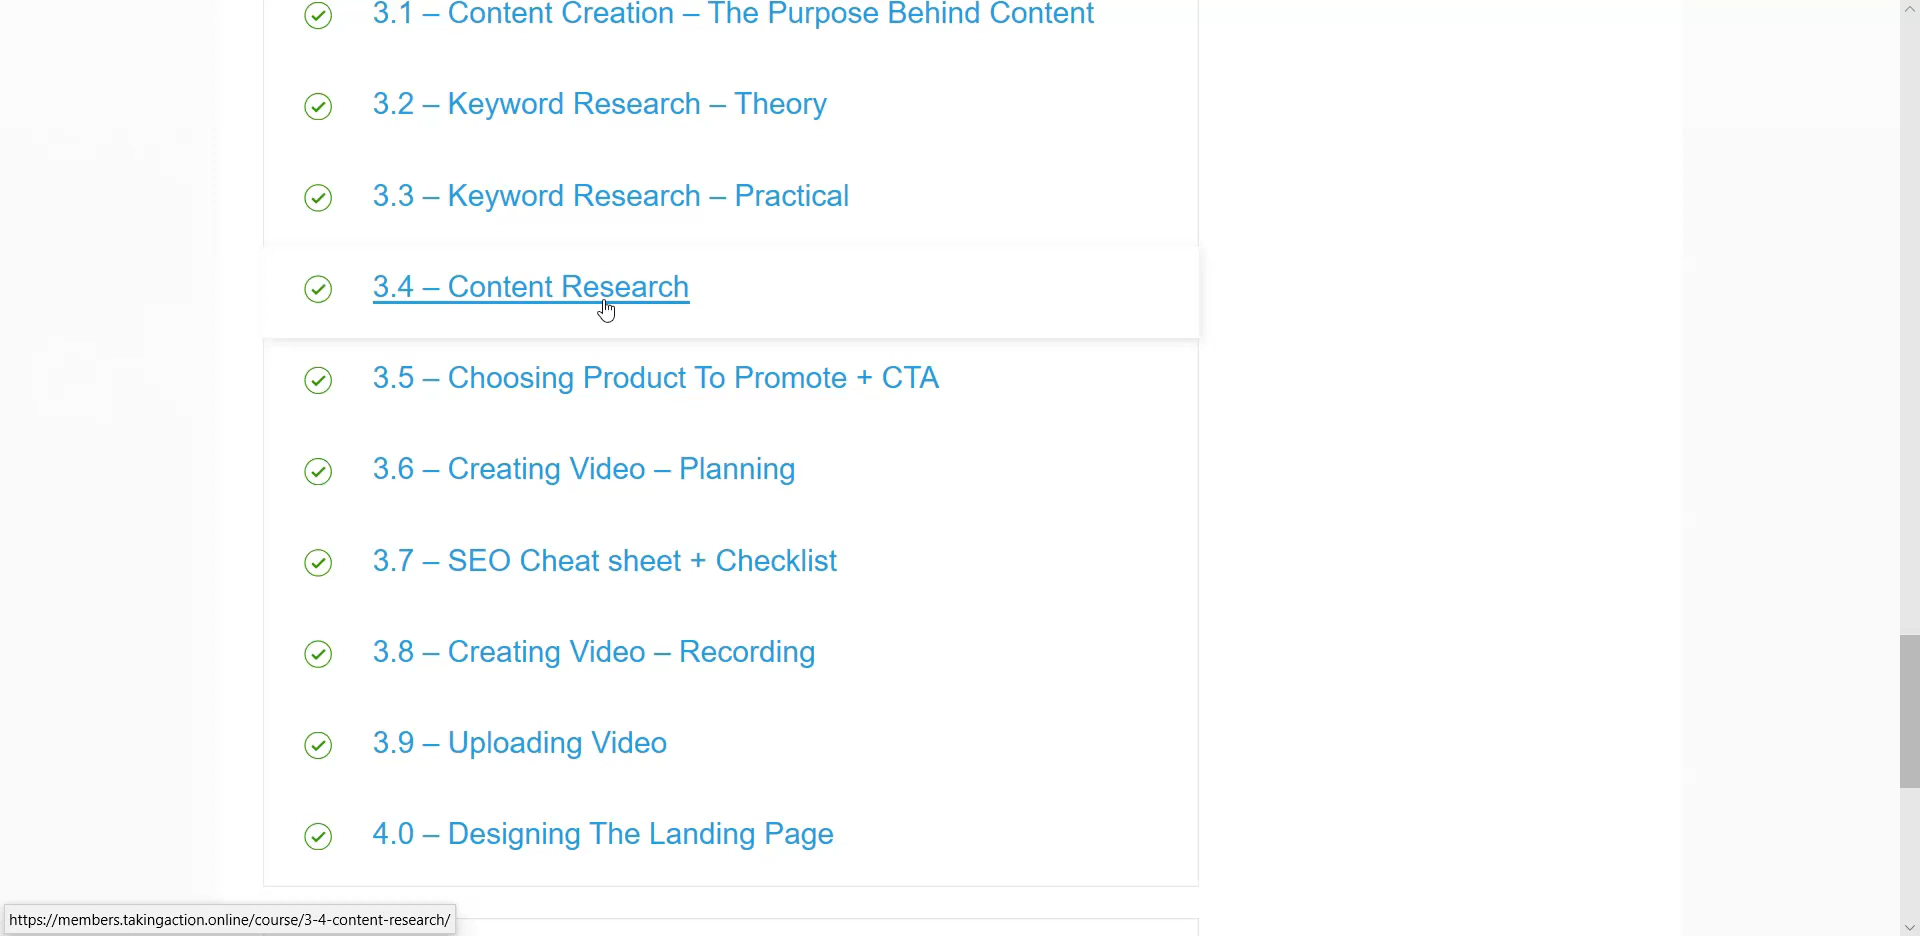 3.1 – Content Creation – The Purpose Behind Content
3.2 – Keyword Research – Theory
3.3 – Keyword Research – Practical
3.4 – Content Research
3.5 – Choosing Product To Promote + CTA
3.6 – Creating Video – Planning
3.7 – SEO Cheat sheet + Checklist
3.8 – Creating Video – Recording
3.9 – Uploading Video
4.0 – Designing The Landing Page
https://members.takingaction.online/course/3-4-content-research/